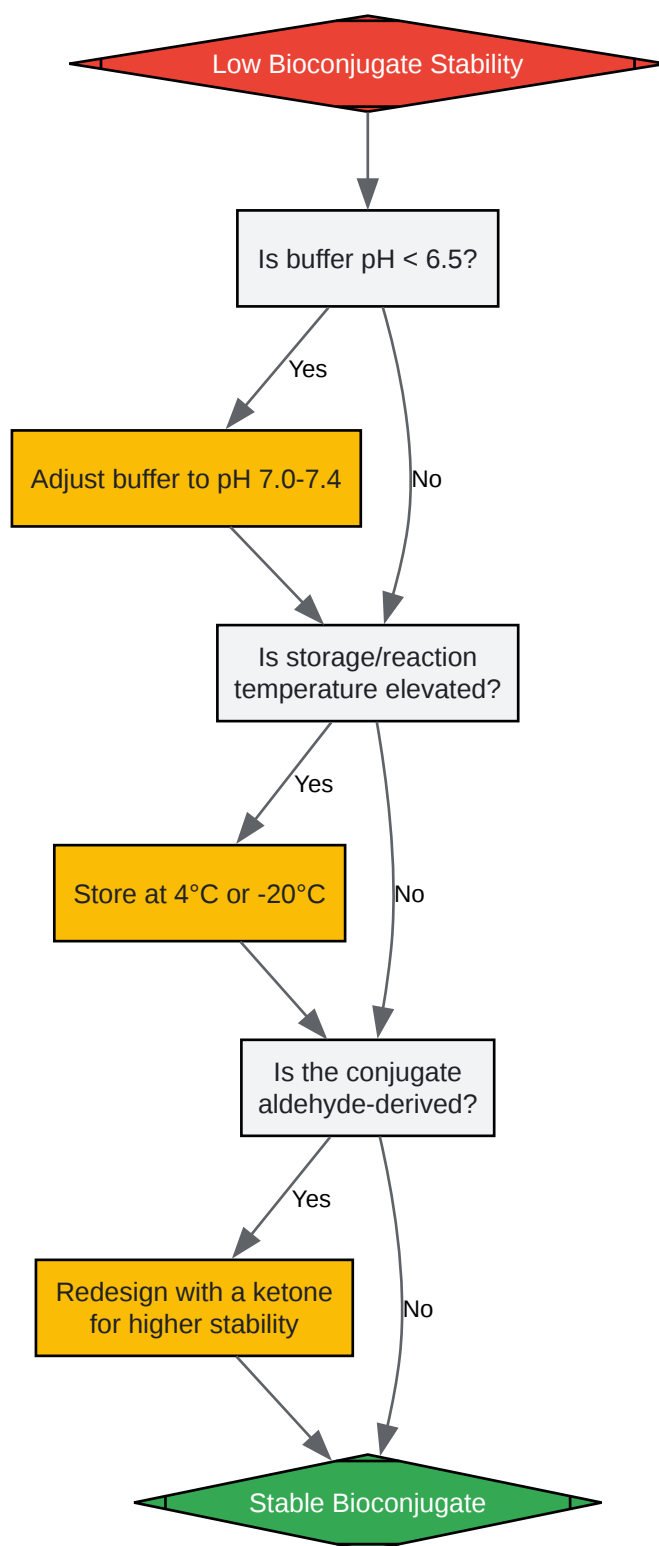 Low Bioconjugate Stability
Is buffer pH < 6.5?
Yes
Adjust buffer to pH 7.0-7.4
No
Is storage/reaction
temperature elevated?
Yes
Store at 4°C or -20°C
No
Is the conjugate
aldehyde-derived?
Yes
Redesign with a ketone
for higher stability
No
Stable Bioconjugate